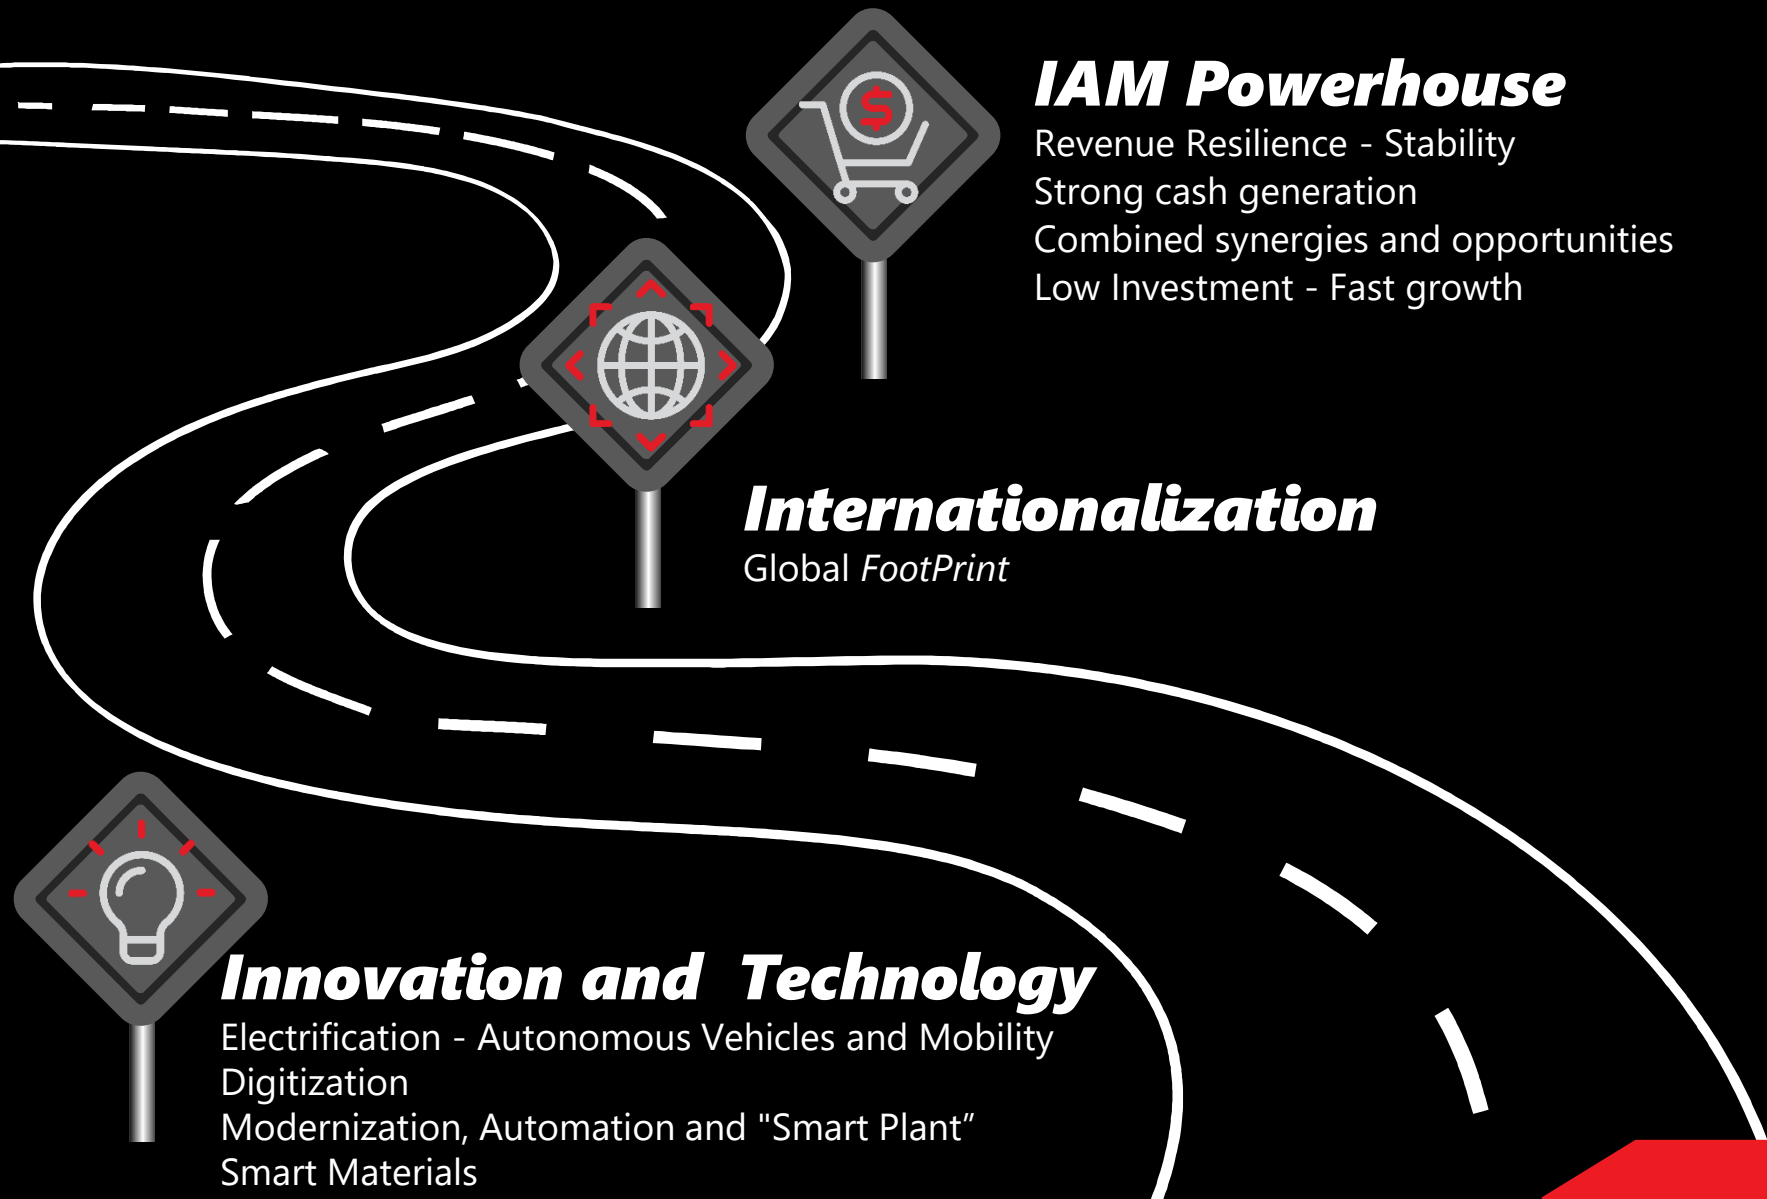 IAM Powerhouse
Revenue Resilience - Stability
Strong cash generation
Combined synergies and opportunities
Low Investment - Fast growth
Internationalization
Global FootPrint
Innovation and Technology
Electrification - Autonomous Vehicles and Mobility
Digitization
Modernization, Automation and "Smart Plant”
Smart Materials